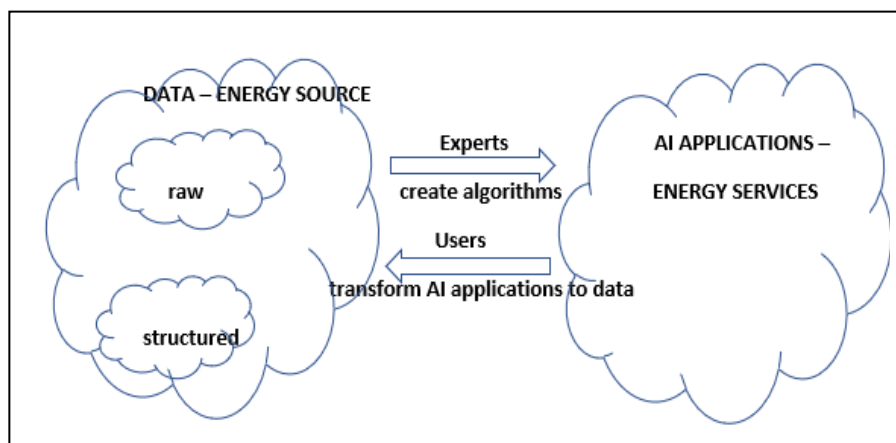 DATA – ENERGY SOURCE
raw
structured
Experts
create algorithms
Users
transform AI applications to data
AI APPLICATIONS –
ENERGY SERVICES